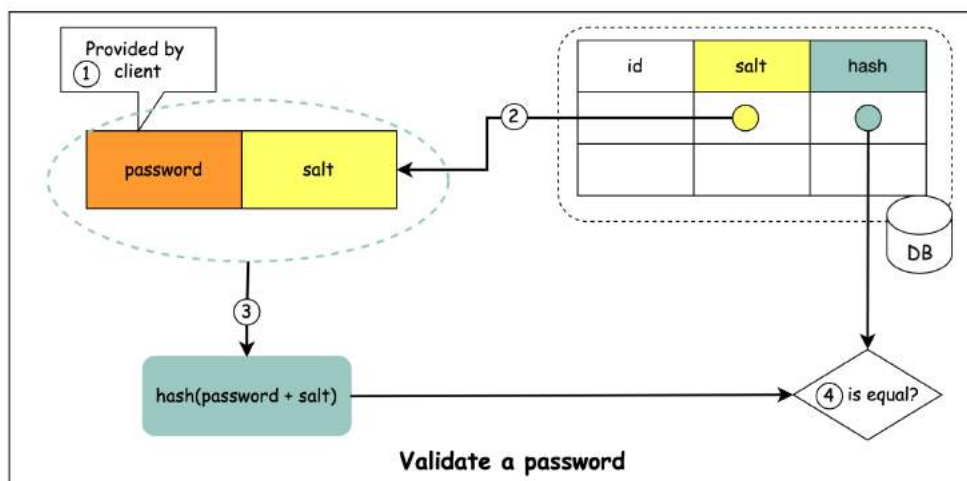 Provided by
① client
password
salt
id
salt
hash
②
DB
③
hash(password + salt)
④ is equal?
Validate a password